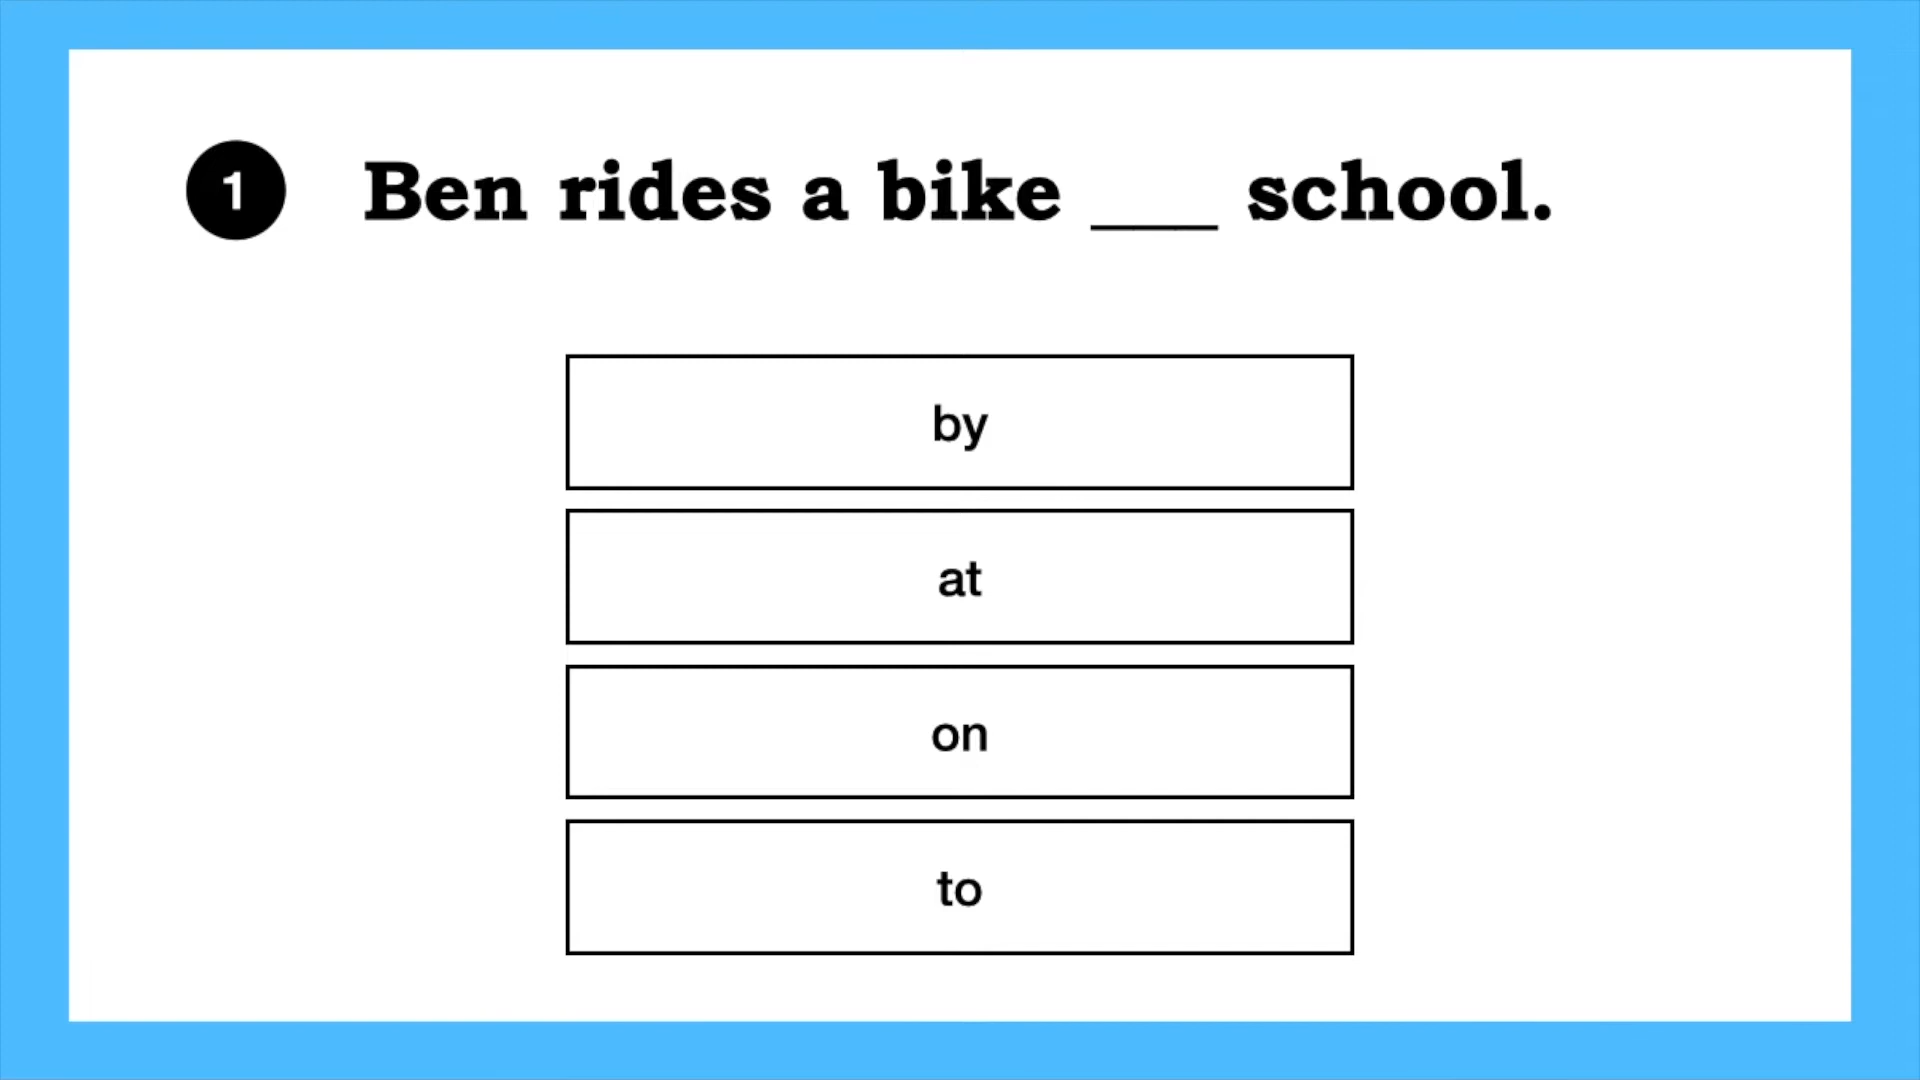 1 Ben rides a bike ___ school.
by
at
on
to